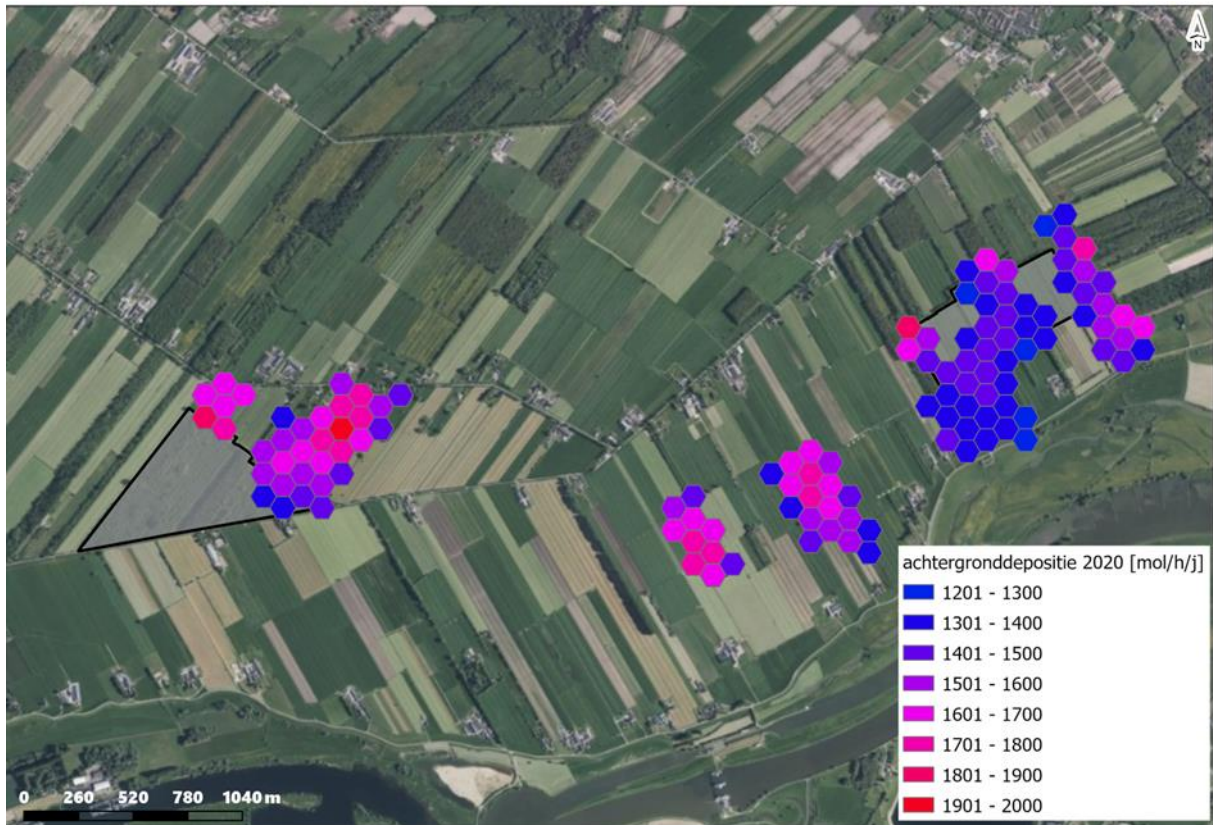 N
achtergronddepositie 2020 [mol/h/j]
1201 - 1300
1301 - 1400
1401 - 1500
1501 - 1600
1601 - 1700
1701 - 1800
1801 - 1900
1901 - 2000
0 260 520 780 1040 m